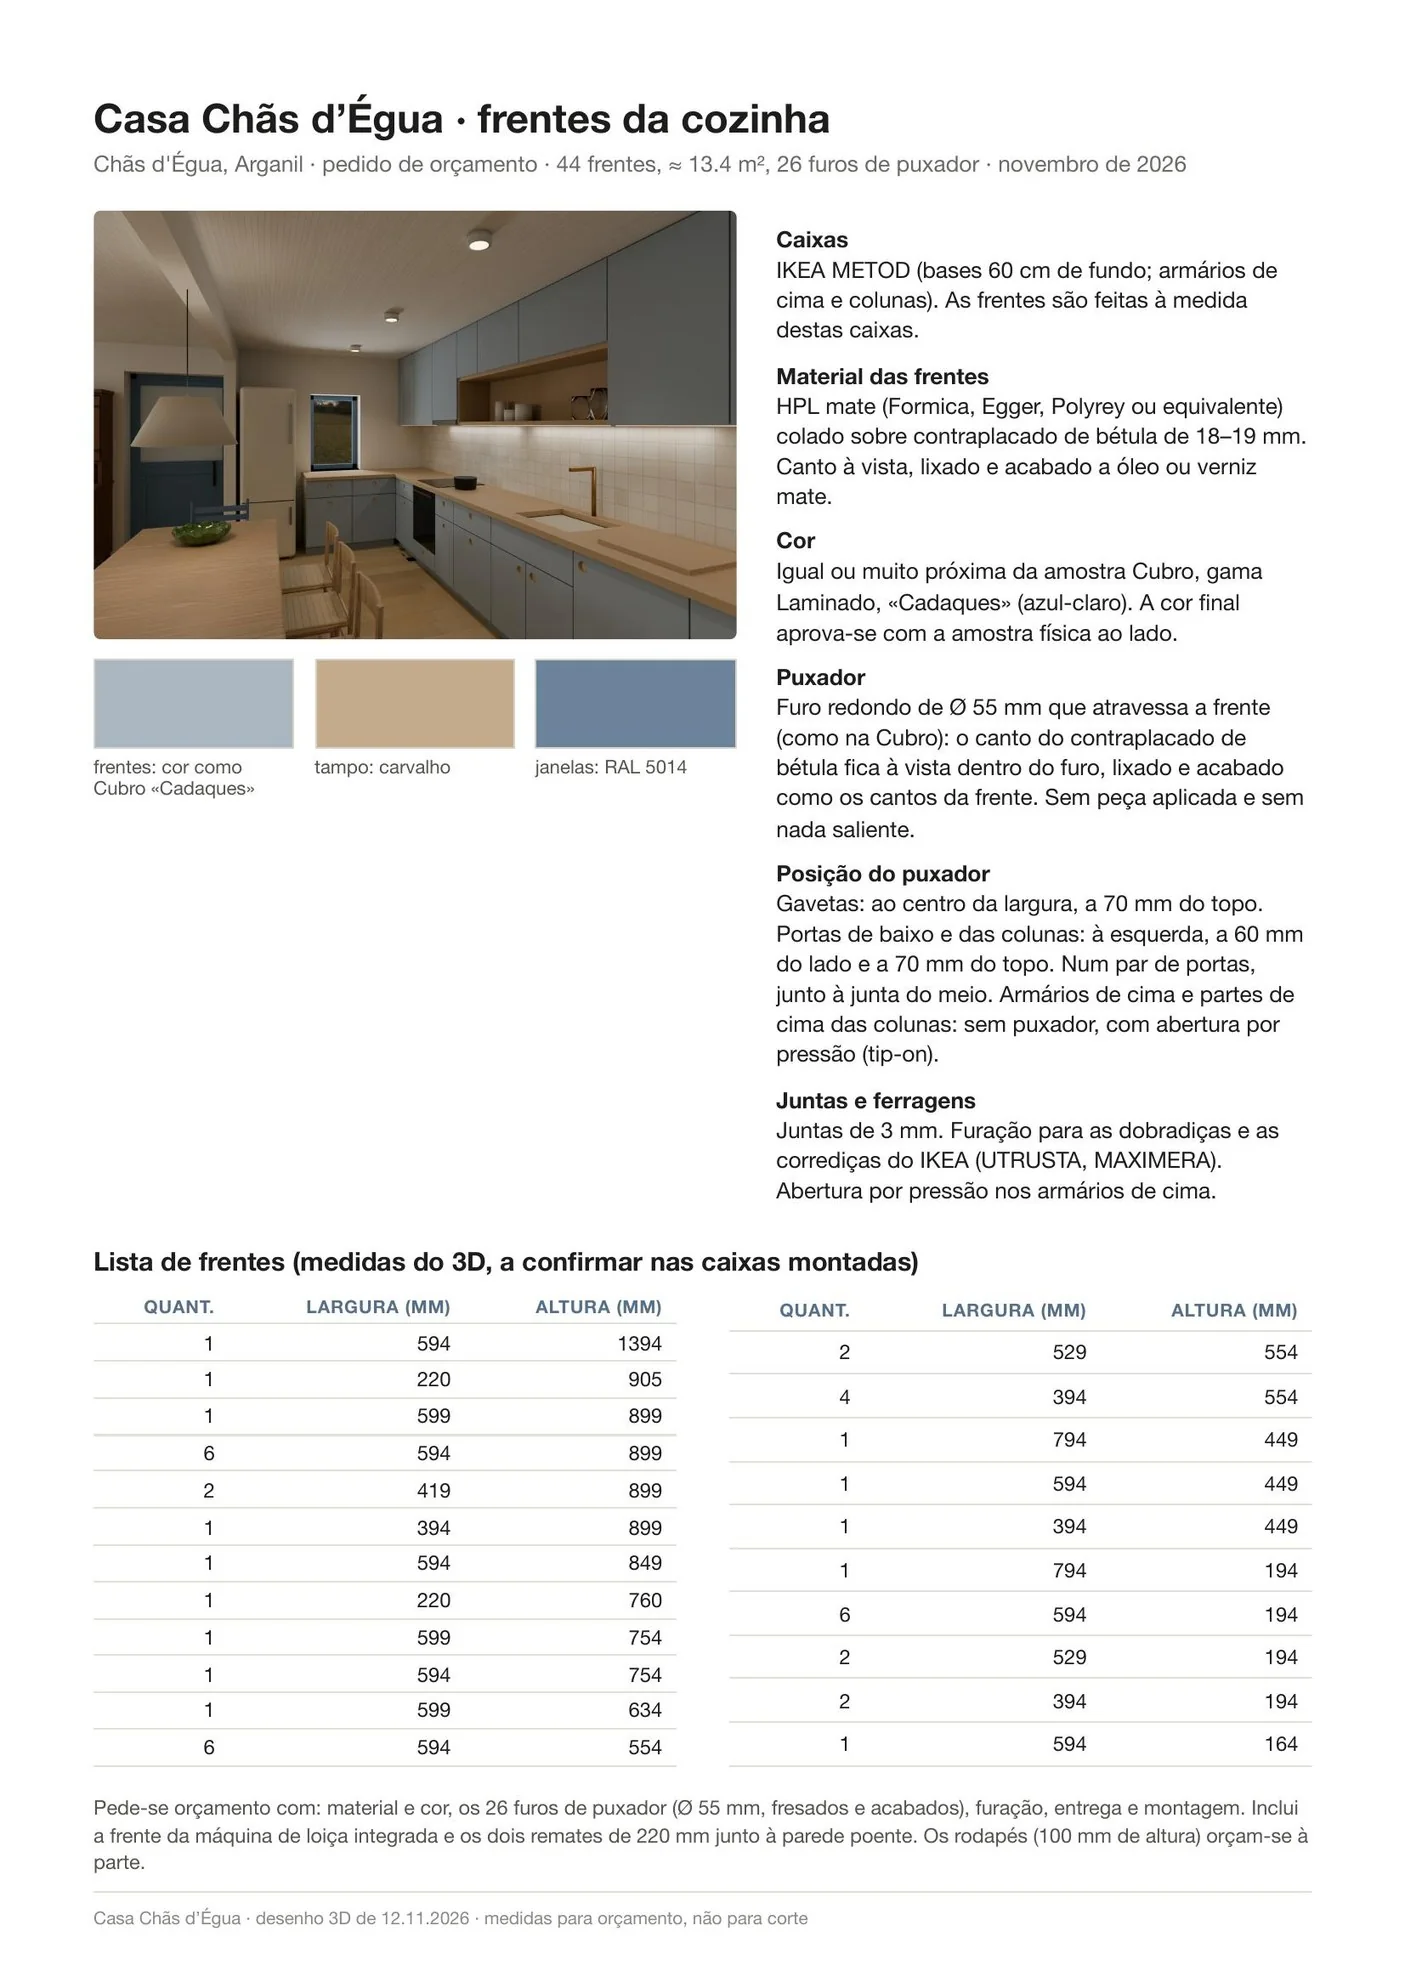 Casa Chãs d’Égua · frentes da cozinha
Chãs d'Égua, Arganil · pedido de orçamento · 44 frentes, ≈ 13.4 m², 26 furos de puxador · novembro de 2026
frentes: cor como
Cubro «Cadaques»
tampo: carvalho
janelas: RAL 5014
Caixas
IKEA METOD (bases 60 cm de fundo; armários de
cima e colunas). As frentes são feitas à medida
destas caixas.
Material das frentes
HPL mate (Formica, Egger, Polyrey ou equivalente)
colado sobre contraplacado de bétula de 18–19 mm.
Canto à vista, lixado e acabado a óleo ou verniz
mate.
Cor
Igual ou muito próxima da amostra Cubro, gama
Laminado, «Cadaques» (azul-claro). A cor final
aprova-se com a amostra física ao lado.
Puxador
Furo redondo de Ø 55 mm que atravessa a frente
(como na Cubro): o canto do contraplacado de
bétula fica à vista dentro do furo, lixado e acabado
como os cantos da frente. Sem peça aplicada e sem
nada saliente.
Posição do puxador
Gavetas: ao centro da largura, a 70 mm do topo.
Portas de baixo e das colunas: à esquerda, a 60 mm
do lado e a 70 mm do topo. Num par de portas,
junto à junta do meio. Armários de cima e partes de
cima das colunas: sem puxador, com abertura por
pressão (tip-on).
Juntas e ferragens
Juntas de 3 mm. Furação para as dobradiças e as
corrediças do IKEA (UTRUSTA, MAXIMERA).
Abertura por pressão nos armários de cima.
Lista de frentes (medidas do 3D, a confirmar nas caixas montadas)
QUANT. LARGURA (MM) ALTURA (MM)
1 594 1394
1 220 905
1 599 899
6 594 899
2 419 899
1 394 899
1 594 849
1 220 760
1 599 754
1 594 754
1 599 634
6 594 554
QUANT. LARGURA (MM) ALTURA (MM)
2 529 554
4 394 554
1 794 449
1 594 449
1 394 449
1 794 194
6 594 194
2 529 194
2 394 194
1 594 164
Pede-se orçamento com: material e cor, os 26 furos de puxador (Ø 55 mm, fresados e acabados), furação, entrega e montagem. Inclui
a frente da máquina de loiça integrada e os dois remates de 220 mm junto à parede poente. Os rodapés (100 mm de altura) orçam-se à
parte.
Casa Chãs d’Égua · desenho 3D de 12.11.2026 · medidas para orçamento, não para corte